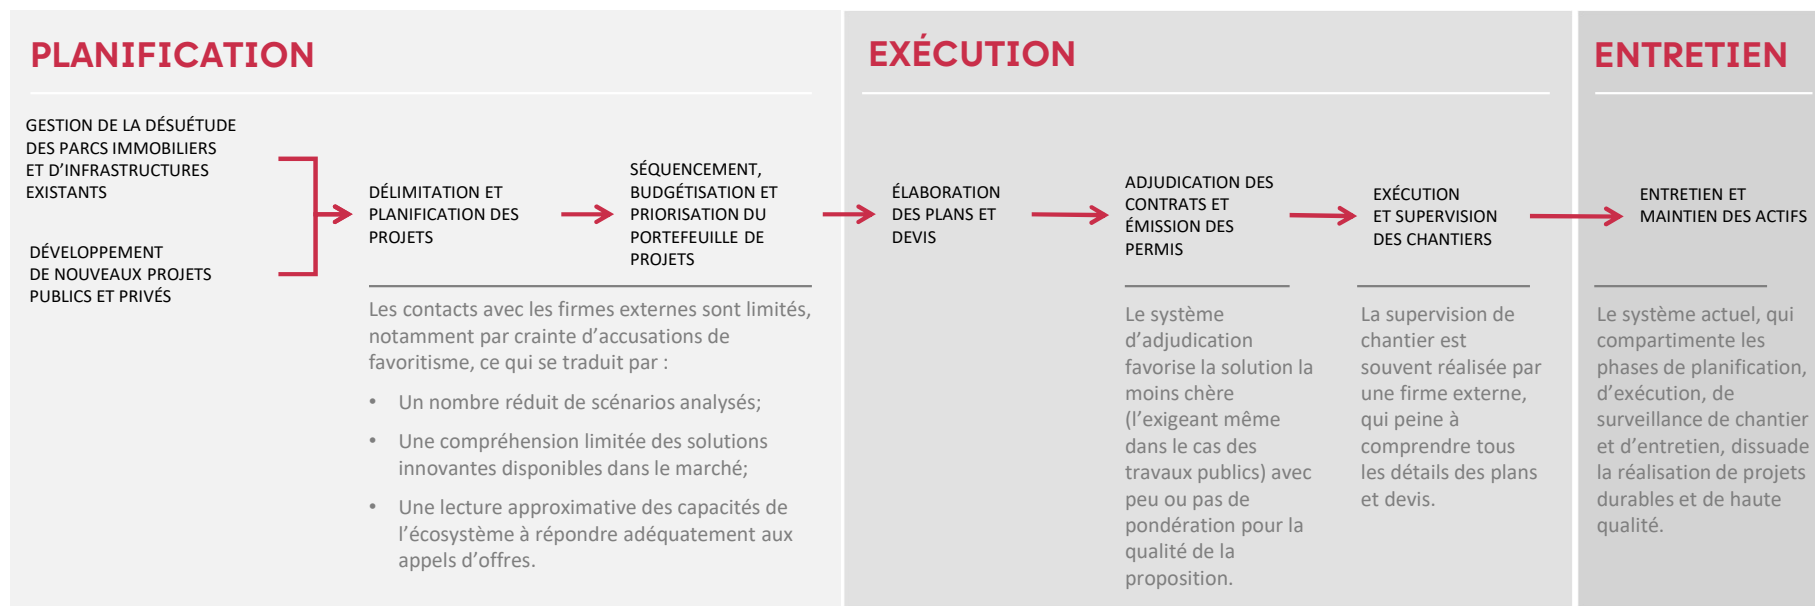 PLANIFICATION
GESTION DE LA DÉSUÉTUDE
DES PARCS IMMOBILIERS
ET D’INFRASTRUCTURES
EXISTANTS
DÉVELOPPEMENT
DE NOUVEAUX PROJETS
PUBLICS ET PRIVÉS
DÉLIMITATION ET
PLANIFICATION DES
PROJETS
SÉQUENCEMENT,
BUDGÉTISATION ET
PRIORISATION DU
PORTEFEUILLE DE
PROJETS
Les contacts avec les firmes externes sont limités,
notamment par crainte d’accusations de
favoritisme, ce qui se traduit par :
• Un nombre réduit de scénarios analysés;
• Une compréhension limitée des solutions
innovantes disponibles dans le marché;
• Une lecture approximative des capacités de
l’écosystème à répondre adéquatement aux
appels d’offres.
EXÉCUTION
ÉLABORATION
DES PLANS ET
DEVIS
ADJUDICATION DES
CONTRATS ET
ÉMISSION DES
PERMIS
Le système
d’adjudication
favorise la solution la
moins chère
(l’exigeant même
dans le cas des
travaux publics) avec
peu ou pas de
pondération pour la
qualité de la
proposition.
EXÉCUTION
ET SUPERVISION
DES CHANTIERS
La supervision de
chantier est
souvent réalisée par
une firme externe,
qui peine à
comprendre tous
les détails des plans
et devis.
ENTRETIEN
ENTRETIEN ET
MAINTIEN DES ACTIFS
Le système actuel, qui
compartimente les
phases de planification,
d’exécution, de
surveillance de chantier
et d’entretien, dissuade
la réalisation de projets
durables et de haute
qualité.